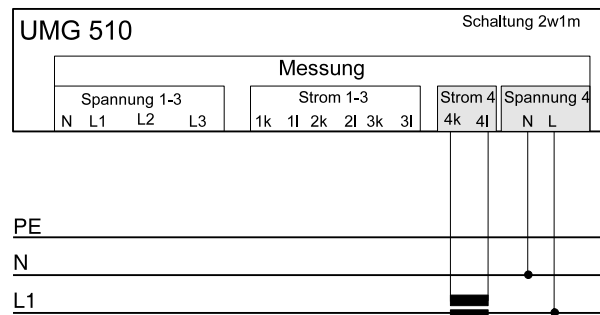 UMG 510
Schaltung 2w1m
Messung
Spannung 1-3
Strom 1-3
Strom 4
Spannung 4
N L1 L2 L3 1k 1l 2k 2l 3k 3l 4k 4l N L
PE
N
L1